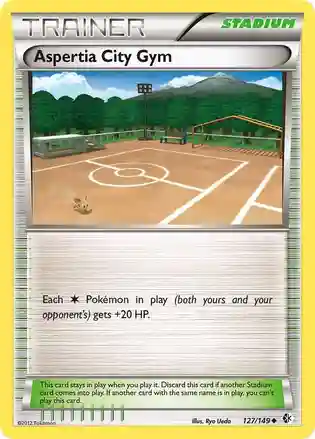 TRAINER STADIUM
Aspertia City Gym
Each Pokémon in play (both yours and your
opponent's) gets +20 HP.
This card stays in play when you play it. Discard this card if another Stadium
card comes into play. If another card with the same name is in play, you can't
play this card.
©2012 Pokémon Illus. Ryo Ueda 127/149